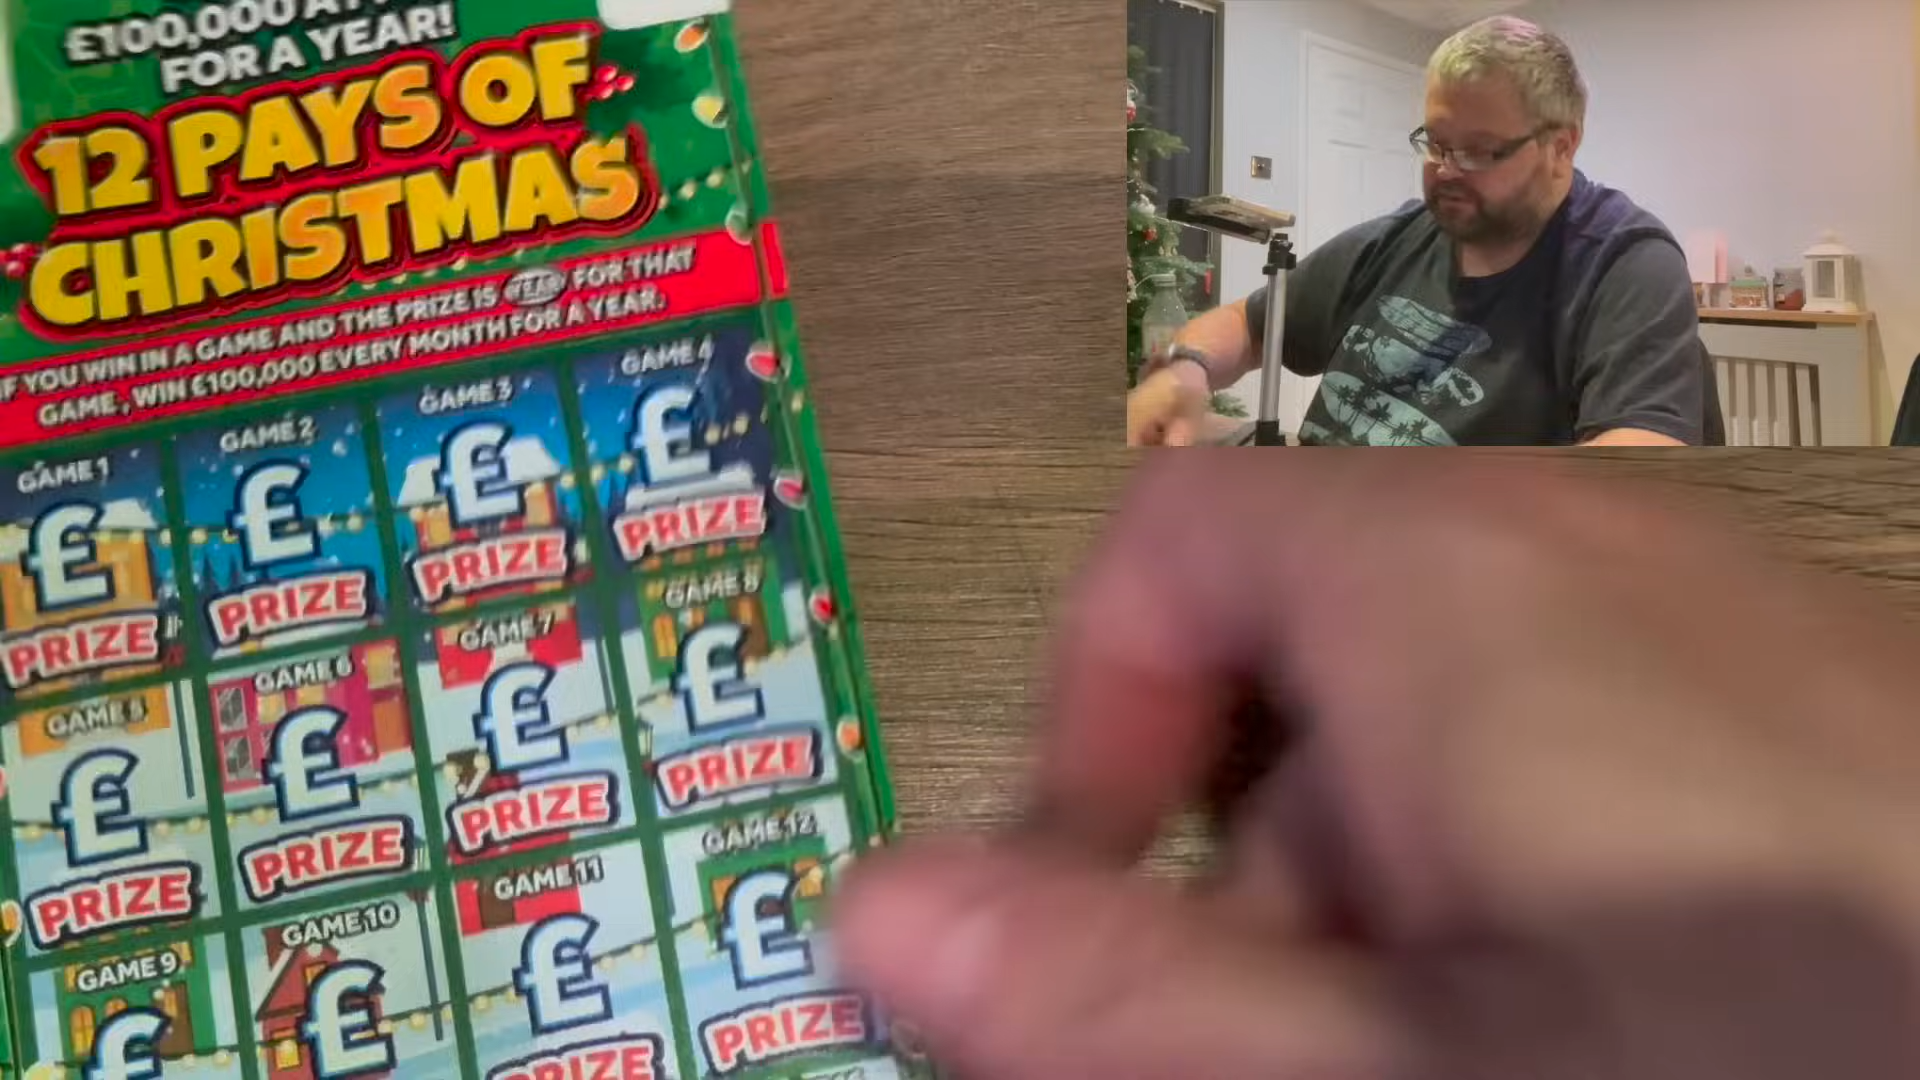 £100,000 A
FOR A YEAR!
12 PAYS OF
CHRISTMAS
IF YOU WIN IN A GAME AND THE PRIZE IS YEAR FOR THAT
GAME, WIN £100,000 EVERY MONTH FOR A YEAR.
GAME 1 GAME 2 GAME 3 GAME 4
£ £ £ £
PRIZE PRIZE PRIZE PRIZE
GAME 5 GAME 6 GAME 7 GAME 8
£ £ £ £
PRIZE PRIZE PRIZE PRIZE
GAME 9 GAME 10 GAME 11 GAME 12
£ £ £ £
PRIZE PRIZE